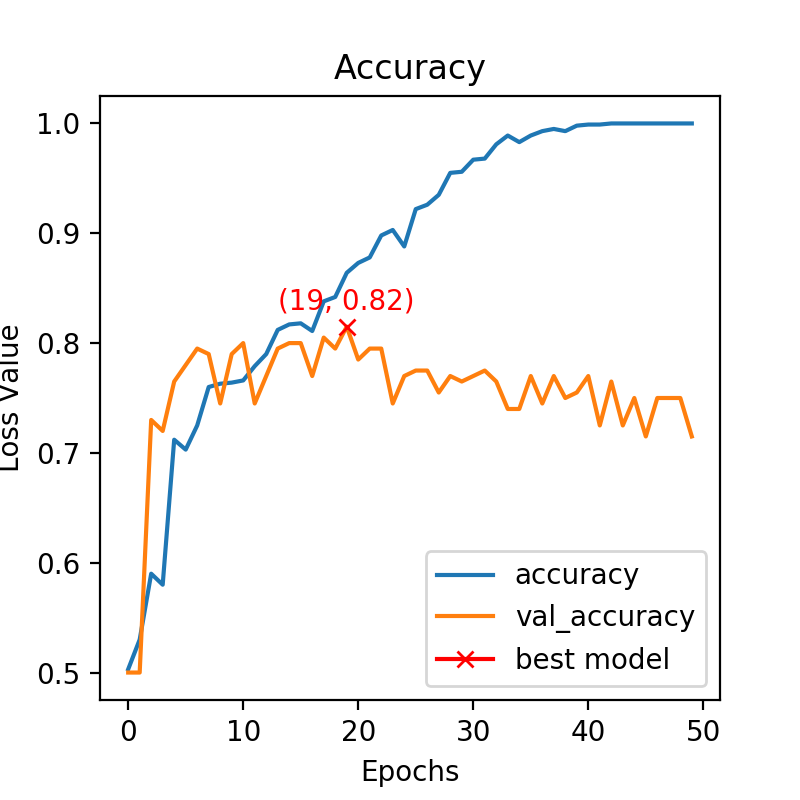 Accuracy
1.0
0.9
0.8
0.7
0.6
0.5
Loss Value
(19, 0.82)
accuracy
val_accuracy
best model
0 10 20 30 40 50
Epochs